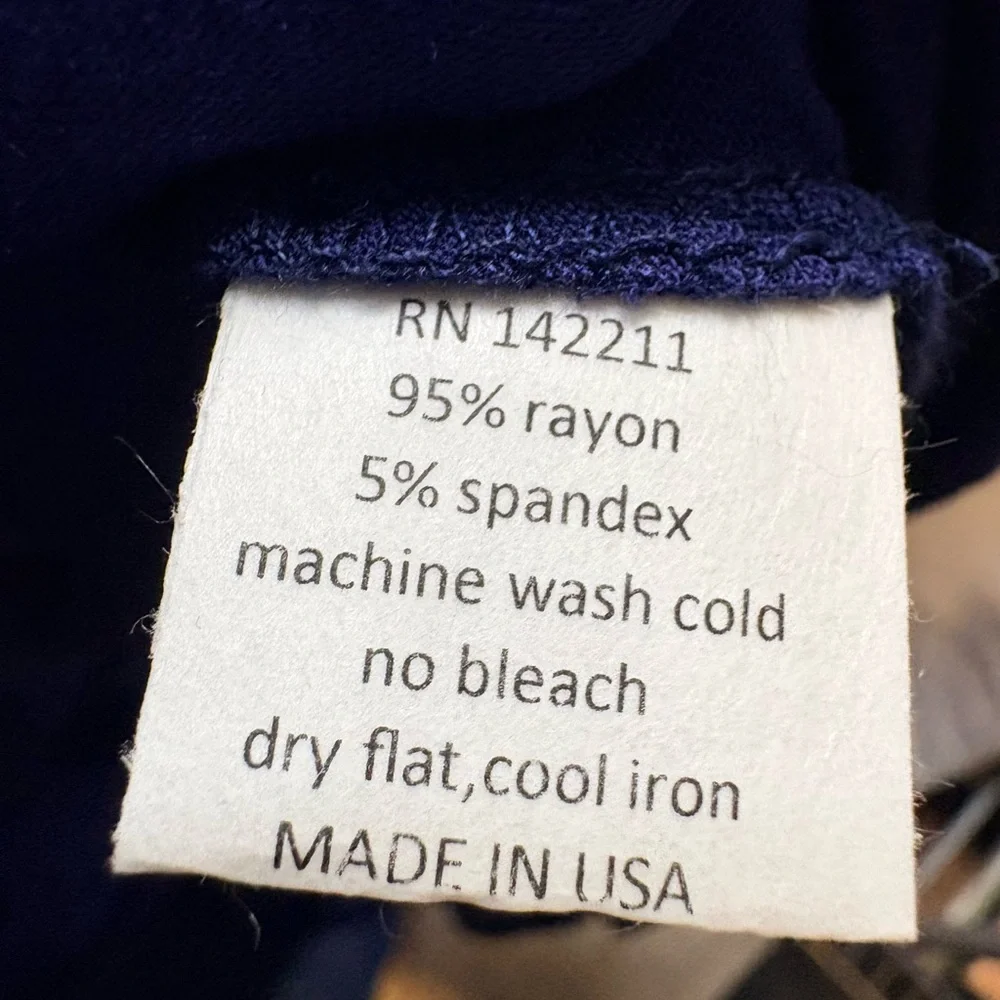 RN 142211
95% rayon
5% spandex
machine wash cold
no bleach
dry flat,cool iron
MADE IN USA